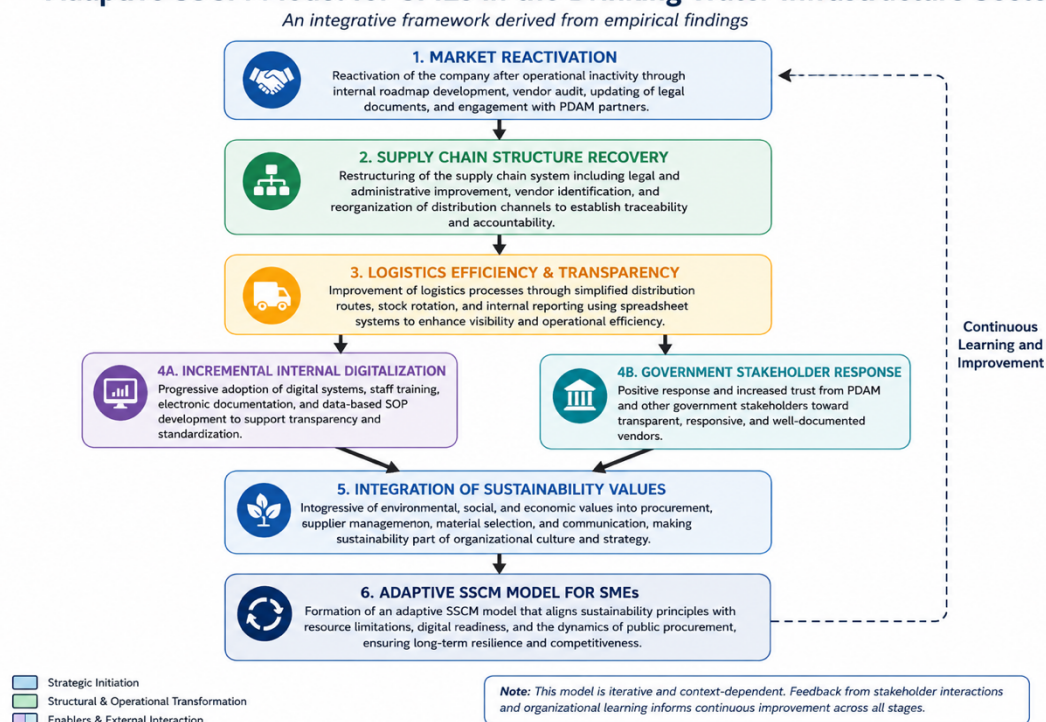 An integrative framework derived from empirical findings
1. MARKET REACTIVATION
Reactivation of the company after operational inactivity through
internal roadmap development, vendor audit, updating of legal
documents, and engagement with PDAM partners.
2. SUPPLY CHAIN STRUCTURE RECOVERY
Restructuring of the supply chain system including legal and
administrative improvement, vendor identification, and
reorganization of distribution channels to establish traceability
and accountability.
3. LOGISTICS EFFICIENCY & TRANSPARENCY
Improvement of logistics processes through simplified distribution
routes, stock rotation, and internal reporting using spreadsheet
systems to enhance visibility and operational efficiency.
4A. INCREMENTAL INTERNAL DIGITALIZATION
Progressive adoption of digital systems, staff training,
electronic documentation, and data-based SOP
development to support transparency and
standardization.
4B. GOVERNMENT STAKEHOLDER RESPONSE
Positive response and increased trust from PDAM
and other government stakeholders toward
transparent, responsive, and well-documented
vendors.
Continuous
Learning and
Improvement
5. INTEGRATION OF SUSTAINABILITY VALUES
Intogressive of environmental, social, and economic values into procurement,
supplier managemenon, material selection, and communication, making
sustainability part of organizational culture and strategy.
6. ADAPTIVE SSCM MODEL FOR SMEs
Formation of an adaptive SSCM model that aligns sustainability principles with
resource limitations, digital readiness, and the dynamics of public procurement,
ensuring long-term resilience and competitiveness.
Strategic Initiation
Structural & Operational Transformation
Enablers & External Interaction
Note: This model is iterative and context-dependent. Feedback from stakeholder interactions
and organizational learning informs continuous improvement across all stages.